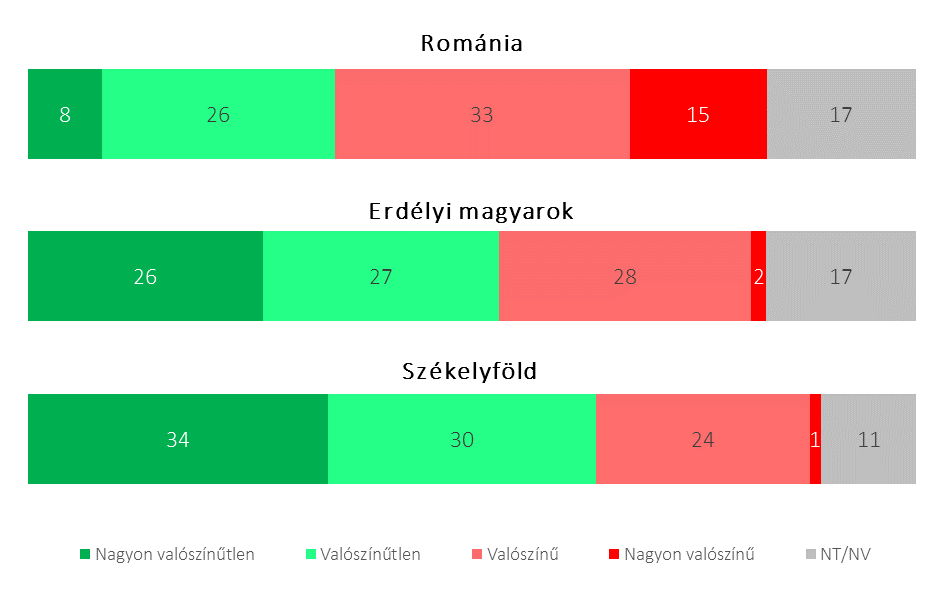 Románia
8 26 33 15 17
Erdélyi magyarok
26 27 28 2 17
Székelyföld
34 30 24 1 11
Nagyon valószínűtlen Valószínűtlen Valószínű Nagyon valószínű NT/NV